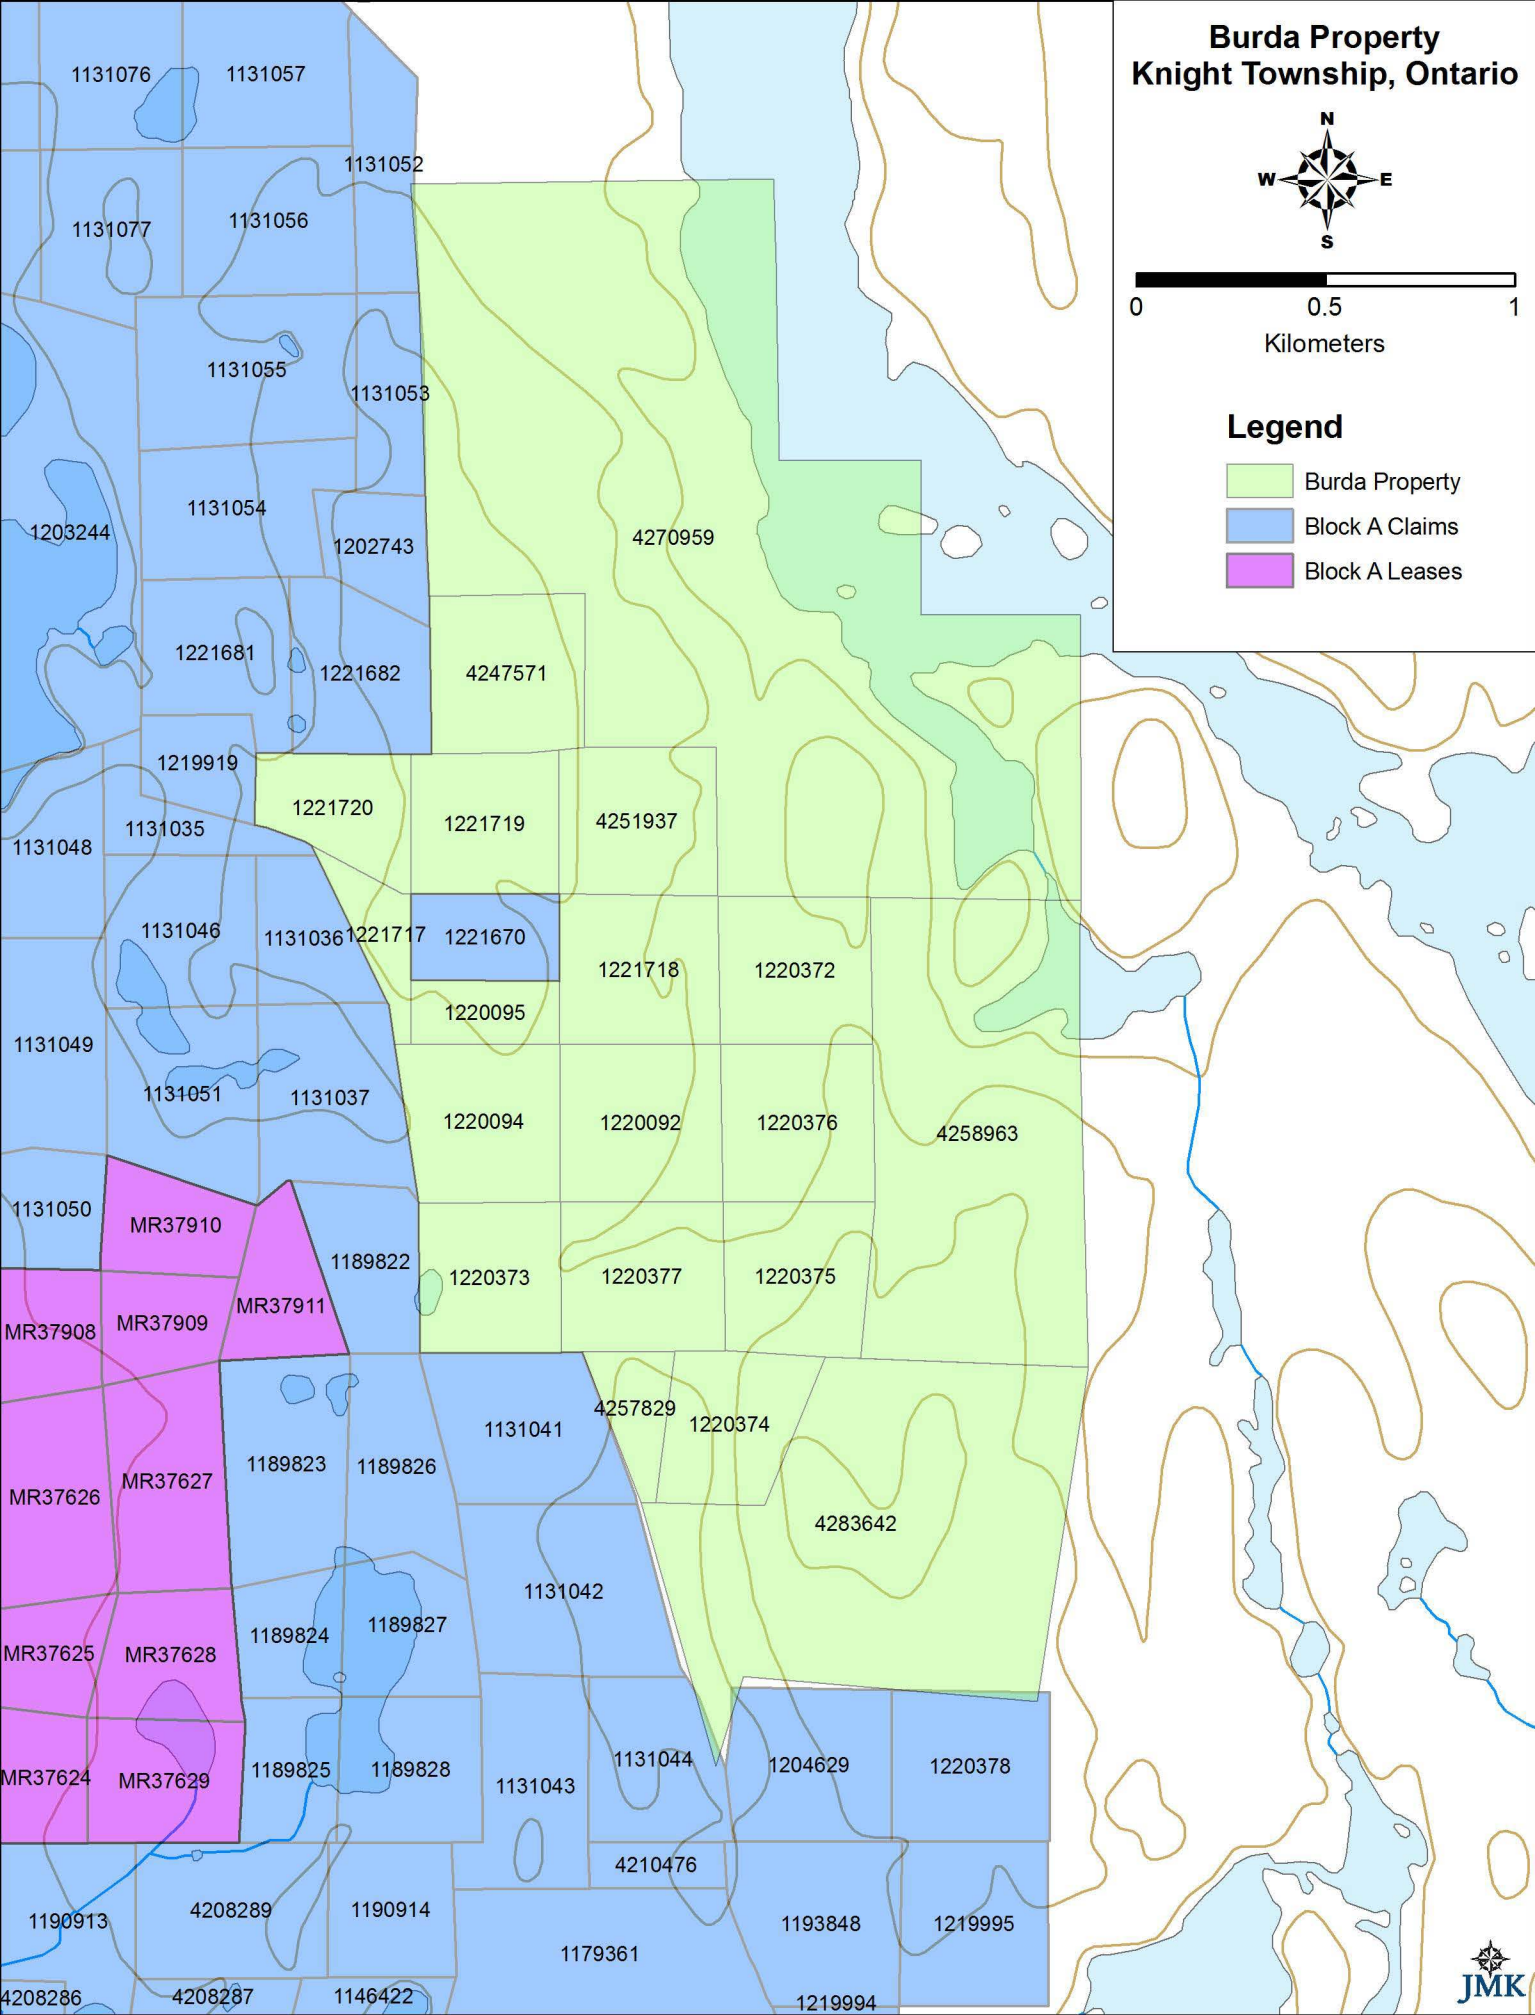 Burda Property
Knight Township, Ontario
N
W E
S
0 0.5 1
Kilometers
Legend
Burda Property
Block A Claims
Block A Leases
1131076
1131057
1131052
1131077
1131056
1131055
1131053
1131054
1203244
1202743
4270959
1221681
1221682
4247571
1219919
1221720
1221719
4251937
1131035
1131048
1131046
1131036
1221717
1221670
1221718
1220372
1220095
1131049
1131051
1131037
1220094
1220092
1220376
4258963
1131050
MR37910
1189822
1220373
1220377
1220375
MR37911
MR37909
MR37908
4257829
1220374
1131041
1189823
1189826
MR37627
MR37626
4283642
1131042
1189824
1189827
MR37625
MR37628
1131044
1204629
1220378
1189825
1189828
1131043
MR37624
MR37629
4210476
1190913
4208289
1190914
1193848
1219995
1179361
4208286
4208287
1146422
1219994
JMK